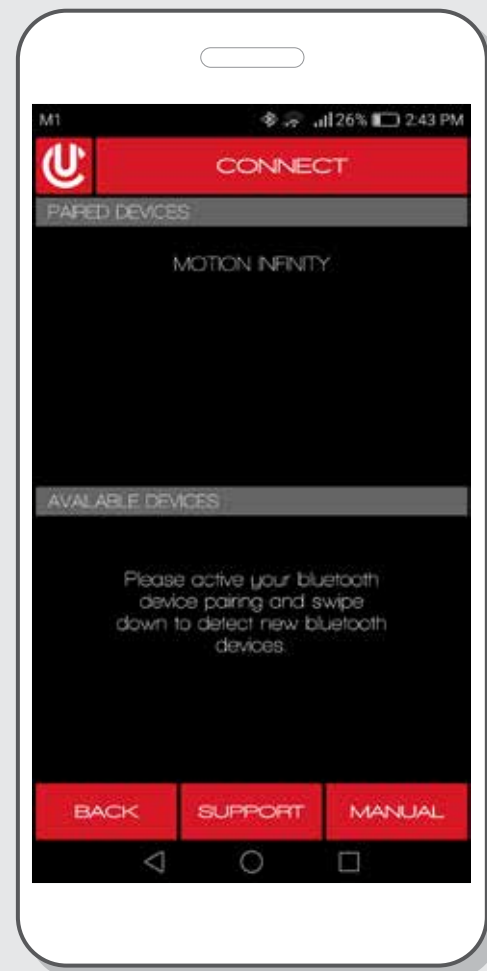 M1 26% 2:43 PM
CONNECT
PAIRED DEVICES
MOTION INFINITY
AVAILABLE DEVICES
Please active your bluetooth
device pairing and swipe
down to detect new bluetooth
devices.
BACK SUPPORT MANUAL